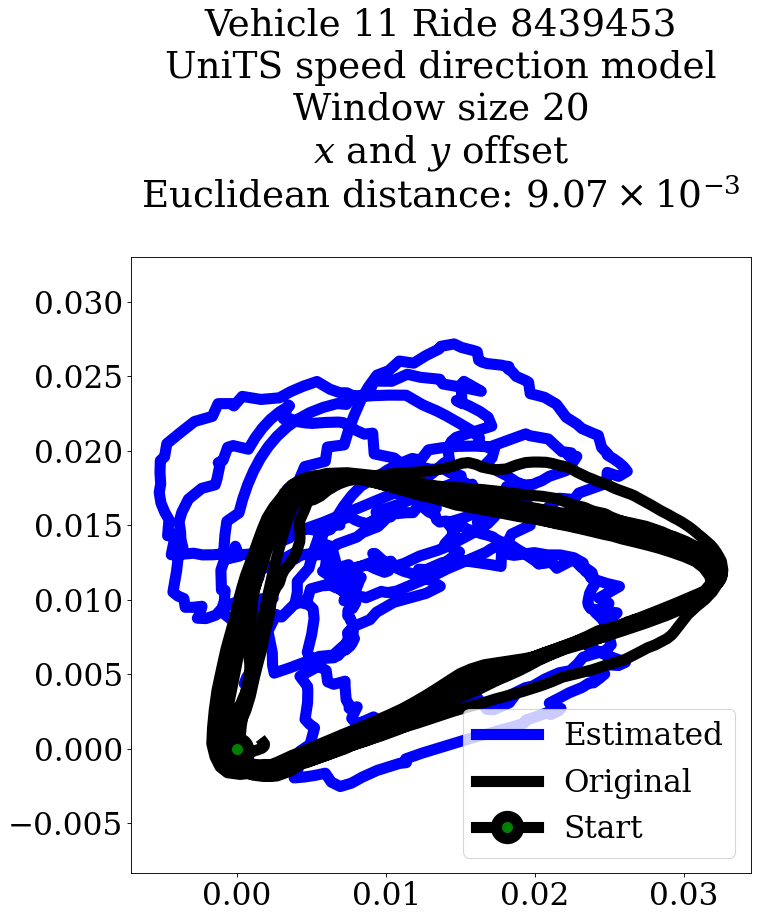 Vehicle 11 Ride 8439453
UniTS speed direction model
Window size 20
x and y offset
Euclidean distance: 9.07 × 10⁻³
0.030
0.025
0.020
0.015
0.010
0.005
0.000
−0.005
Estimated
Original
Start
0.00 0.01 0.02 0.03